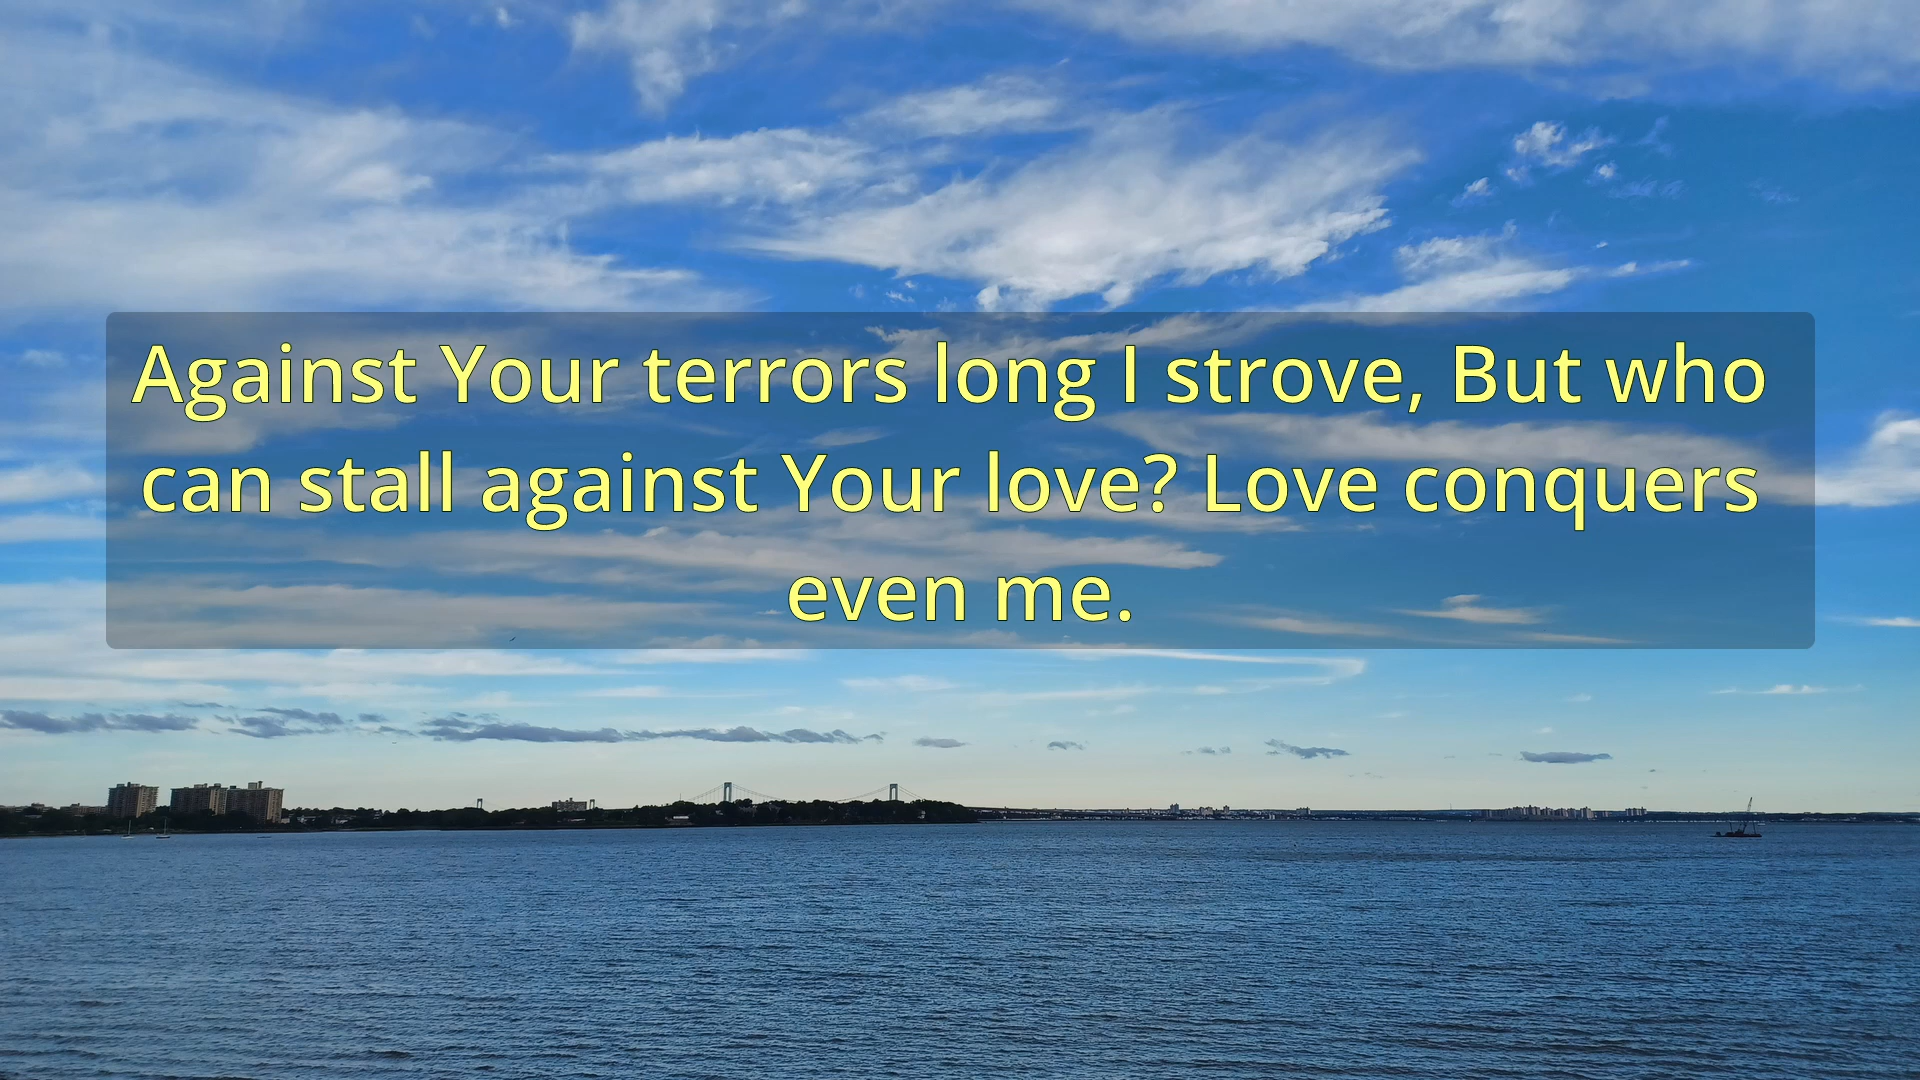 Against Your terrors long I strove, But who
can stall against Your love? Love conquers
even me.